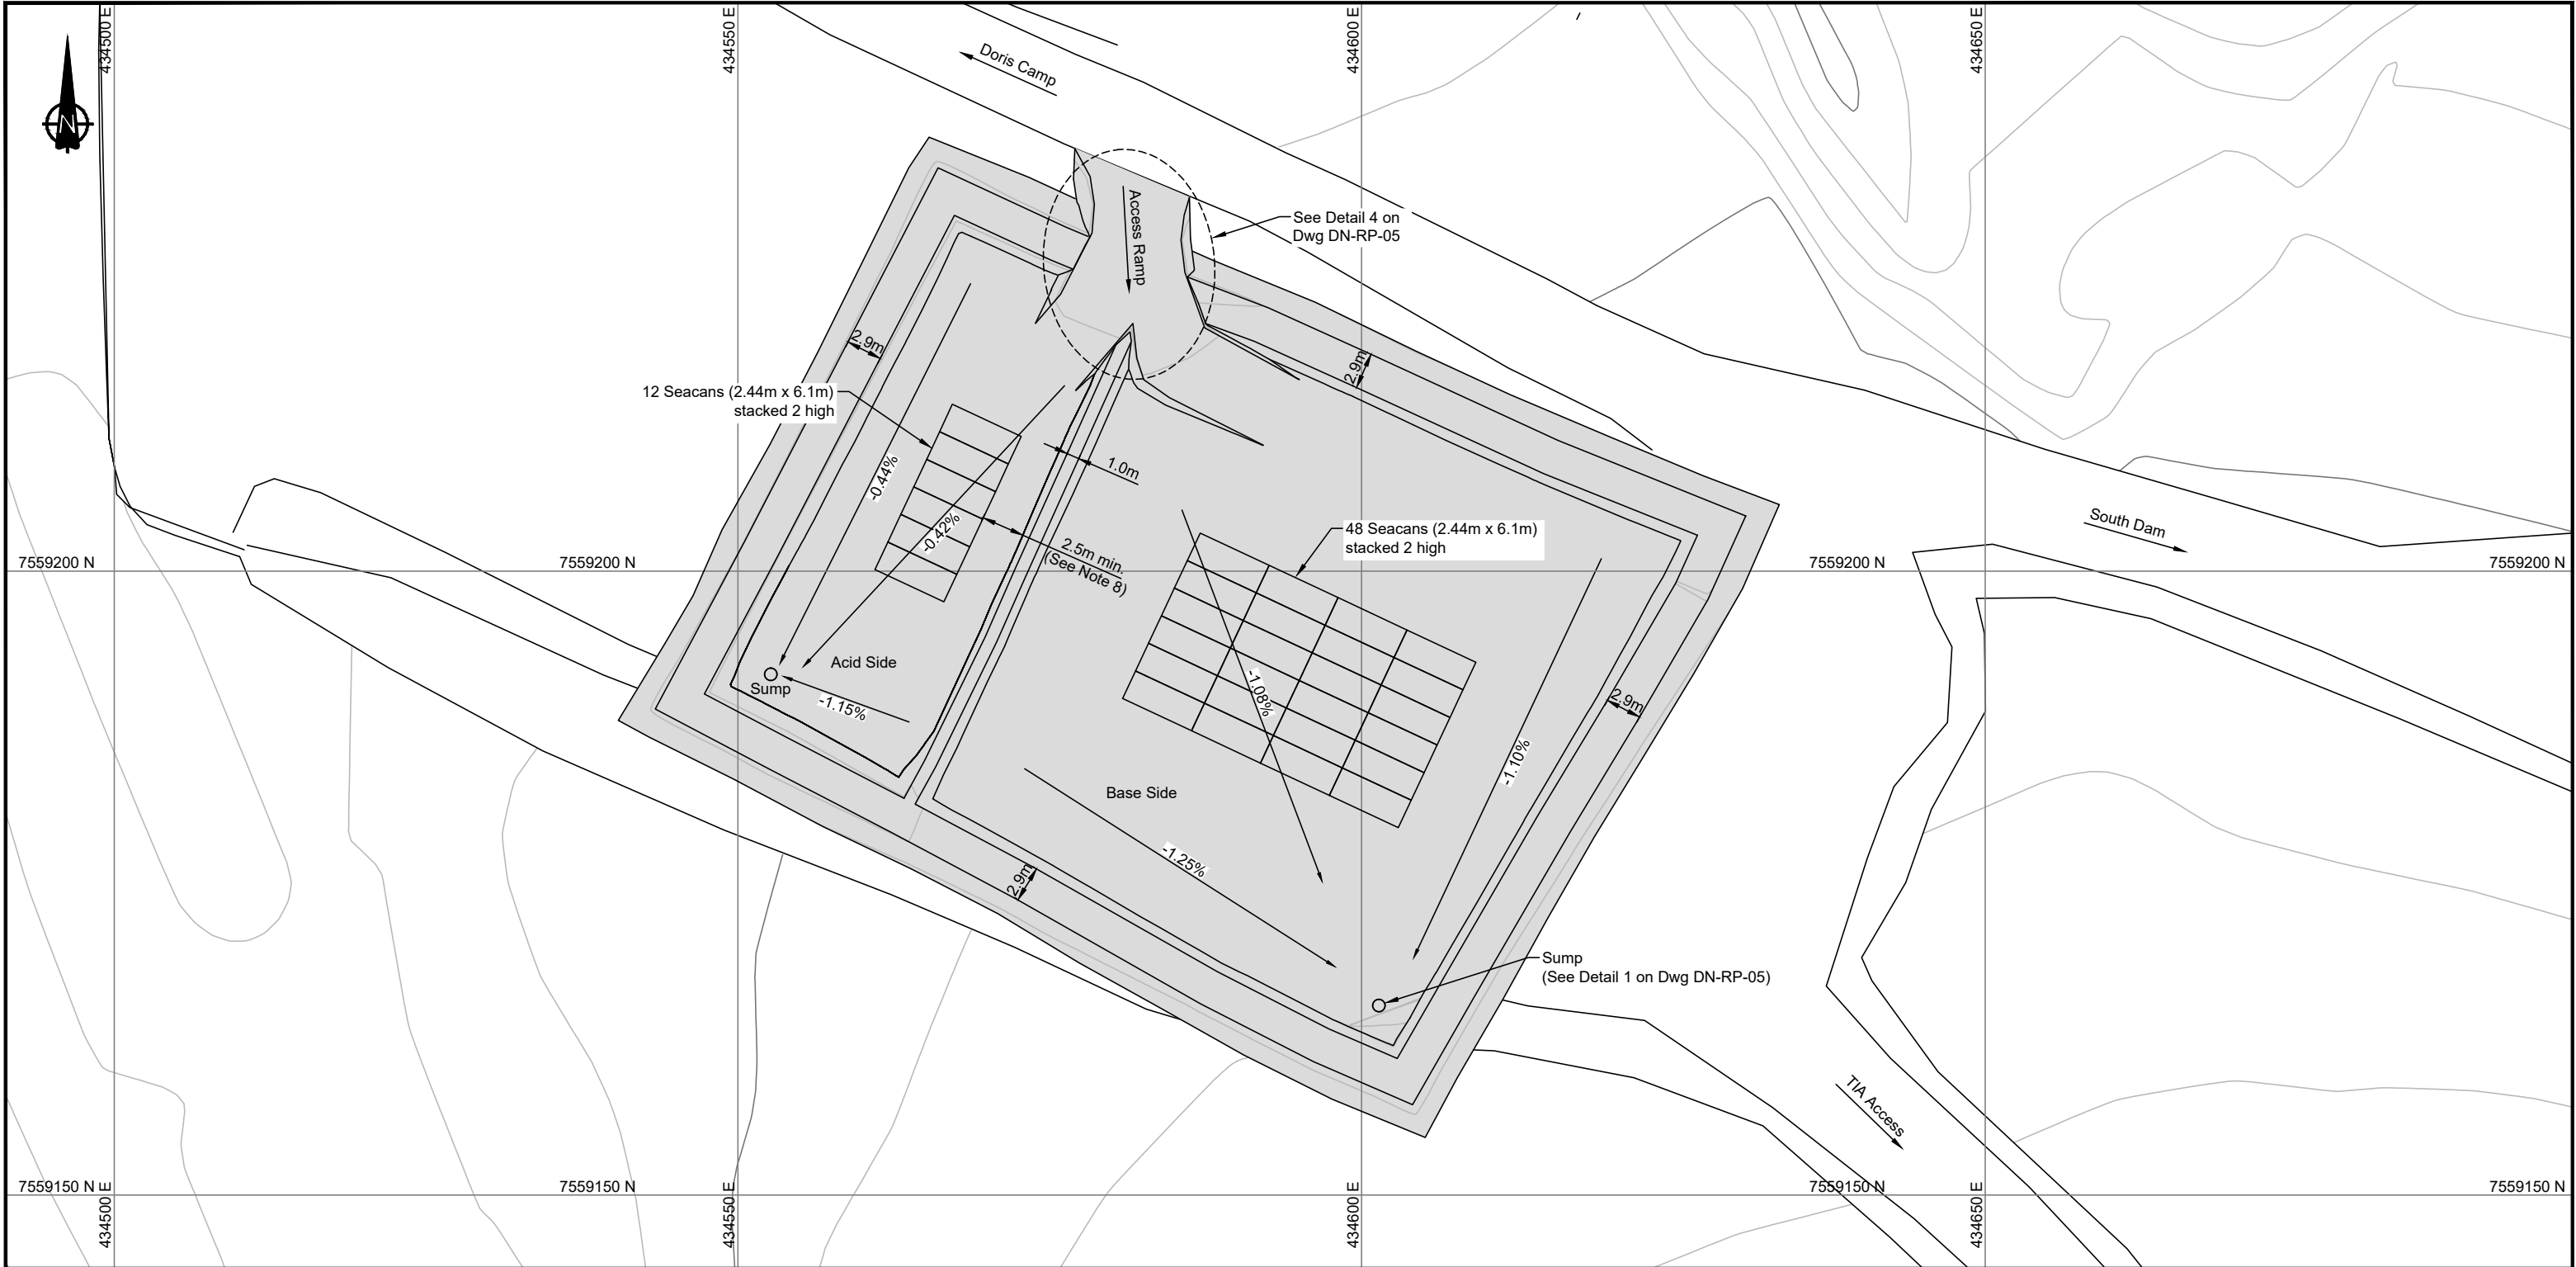 434500 E
434550 E
434600 E
434650 E
N
Doris Camp
Access Ramp
See Detail 4 on
Dwg DN-RP-05
2.9m
2.9m
12 Seacans (2.44m x 6.1m)
stacked 2 high
-0.44%
-0.42%
1.0m
2.5m min.
(See Note 8)
48 Seacans (2.44m x 6.1m)
stacked 2 high
South Dam
7559200 N
7559200 N
7559200 N
7559200 N
Acid Side
Sump
-1.15%
-1.08%
2.9m
-1.10%
Base Side
-1.25%
2.9m
Sump
(See Detail 1 on Dwg DN-RP-05)
TIA Access
7559150 N
7559150 N
7559150 N
7559150 N
434500 E
434550 E
434600 E
434650 E